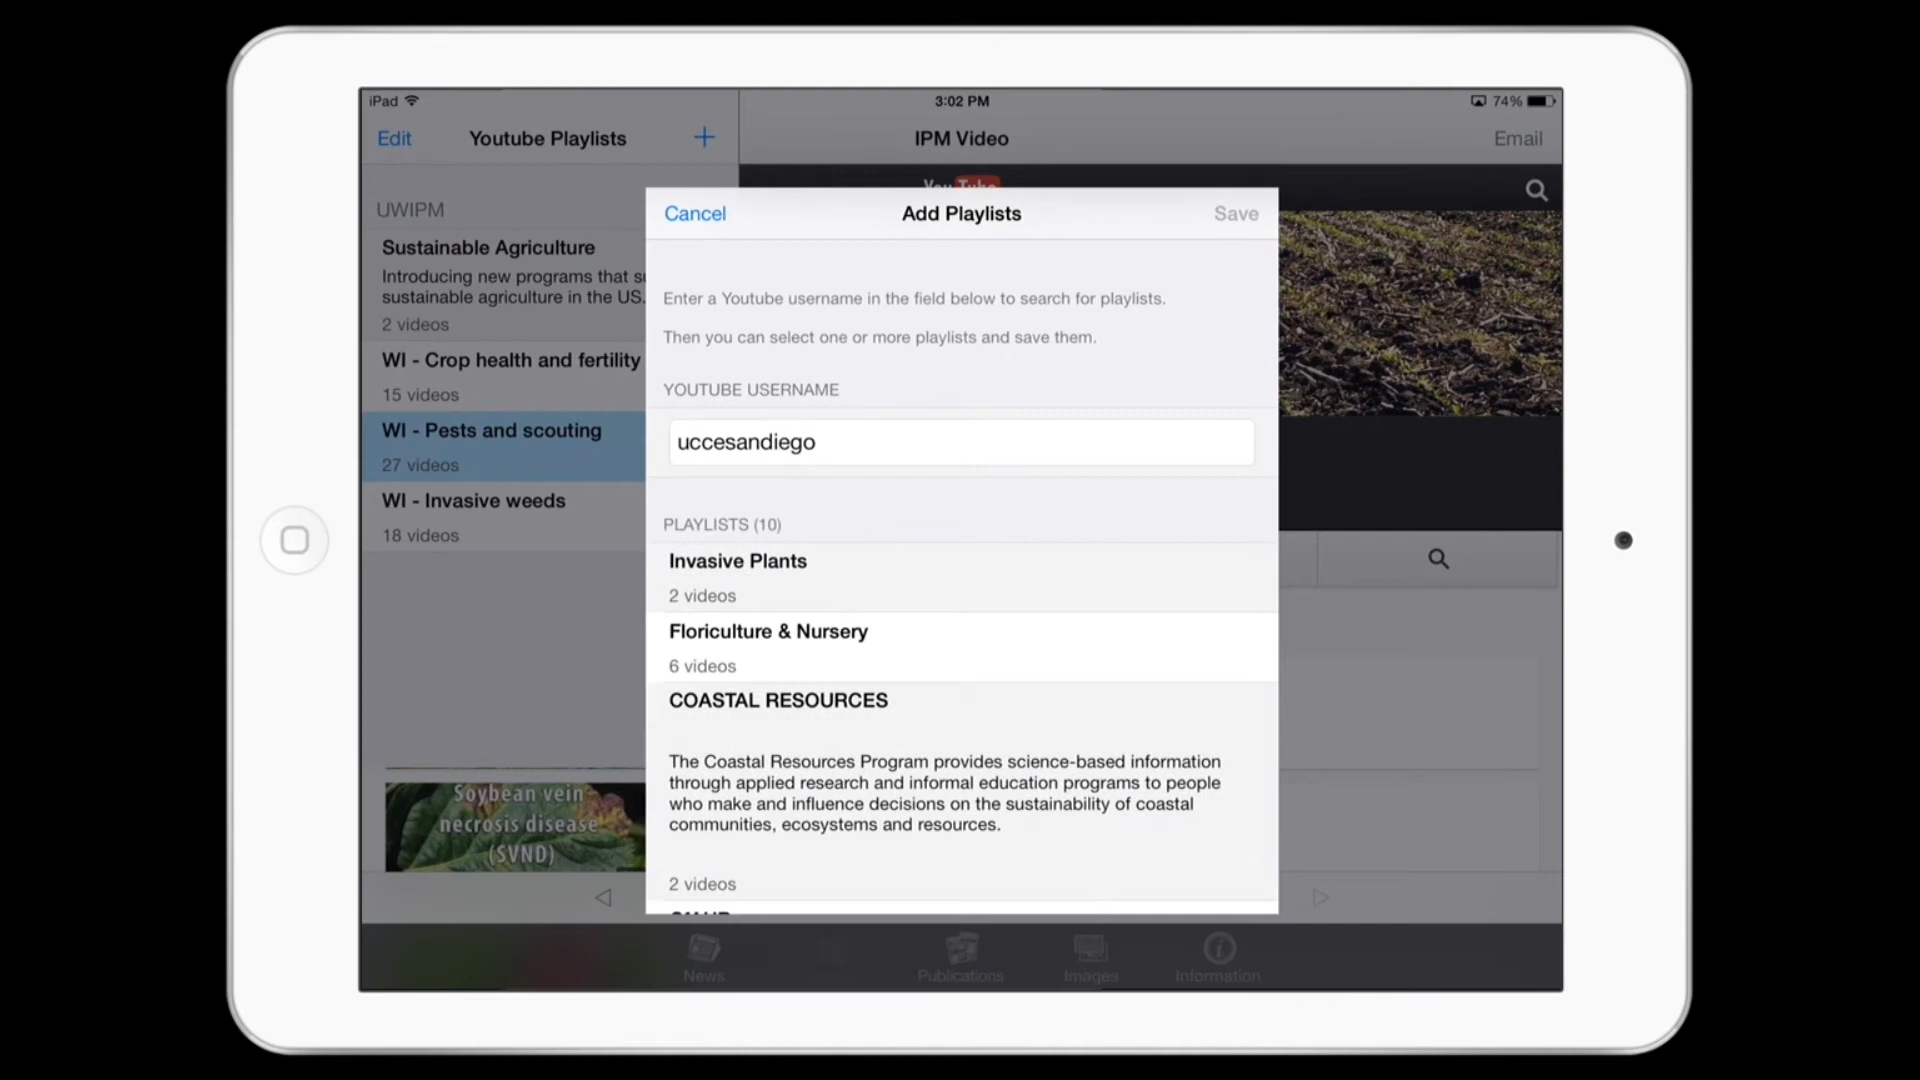 iPad
3:02 PM
74%
Edit
Youtube Playlists
+
IPM Video
Email
UWIPM
Sustainable Agriculture
Introducing new programs that
sustainable agriculture in the US.
2 videos
WI - Crop health and fertility
15 videos
WI - Pests and scouting
27 videos
WI - Invasive weeds
18 videos
Soybean vein
necrosis disease
(SVND)
You Tube
Cancel
Add Playlists
Save
Enter a Youtube username in the field below to search for playlists.
Then you can select one or more playlists and save them.
YOUTUBE USERNAME
uccesandiego
PLAYLISTS (10)
Invasive Plants
2 videos
Floriculture & Nursery
6 videos
COASTAL RESOURCES
The Coastal Resources Program provides science-based information
through applied research and informal education programs to people
who make and influence decisions on the sustainability of coastal
communities, ecosystems and resources.
2 videos
News
Publications
Images
Information